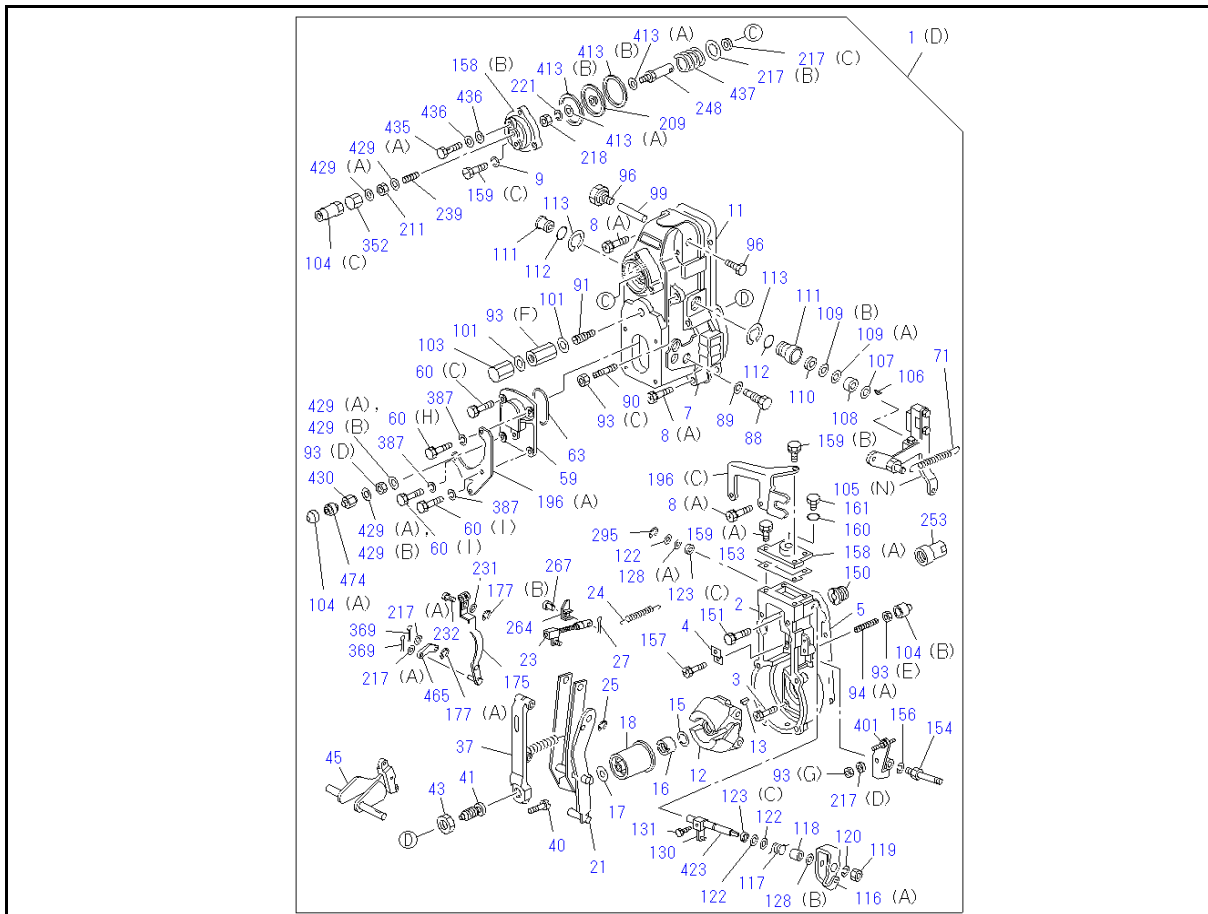 413 (A)
C
1 (D)
413 (B)
217 (C)
413 (B)
158 (B)
217 (B)
221
437
436
248
436
209
435
413 (A)
429 (A)
218
429 (A)
9
159 (C)
96
99
239
113
11
211
8 (A)
352
111
96
104 (C)
112
91
C
113
D
101
111
93 (F)
109 (B)
101
109 (A)
103
71
107
60 (C)
106
112
110
90
7
89
108
387
93 (C)
88
429 (A),
8 (A)
60 (H)
159 (B)
429 (B)
63
387
93 (D)
59
196 (C)
105 (N)
430
196 (A)
161
8 (A)
387
160
253
429 (A),
60 (I)
295
159 (A)
429 (B)
60 (I)
122
153
158 (A)
474
231
267
128 (A)
150
177 (B)
24
123 (C)
104 (A)
217 (A)
2
5
151
369
264
4
232
23
104 (B)
369
27
157
93 (E)
217 (A)
25
465
175
3
94 (A)
177 (A)
15
401
156
18
154
13
37
12
45
16
93 (G)
41
123 (C)
217 (D)
43
17
122
118
131
120
40
119
D
21
130
117
423
122
128 (B)
116 (A)